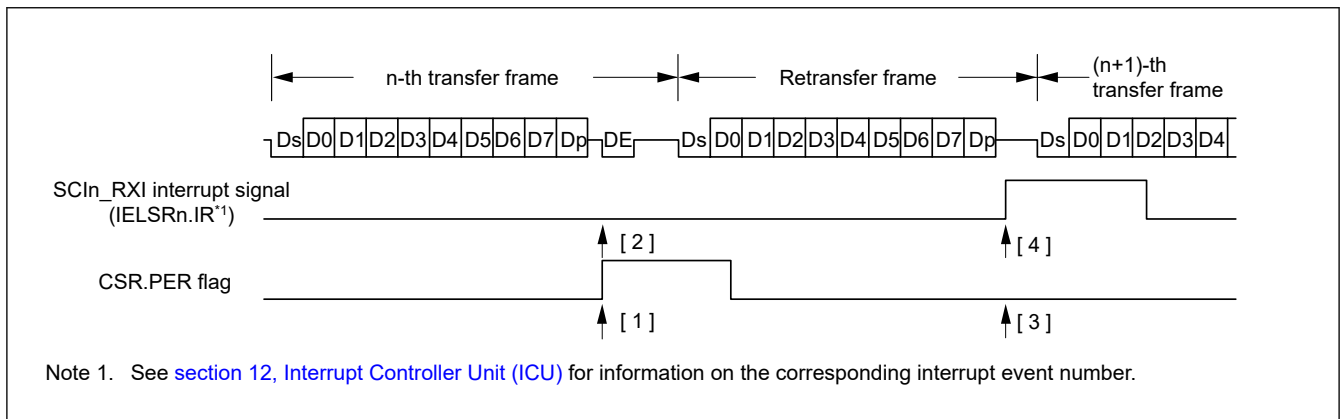 n-th transfer frame
Retransfer frame
(n+1)-th
transfer frame
Ds D0 D1 D2 D3 D4 D5 D6 D7 Dp DE Ds D0 D1 D2 D3 D4 D5 D6 D7 Dp Ds D0 D1 D2 D3 D4
SCIn_RXI interrupt signal
(IELSRn.IR*1)
[ 2 ]
[ 4 ]
CSR.PER flag
[ 1 ]
[ 3 ]
Note 1. See section 12, Interrupt Controller Unit (ICU) for information on the corresponding interrupt event number.